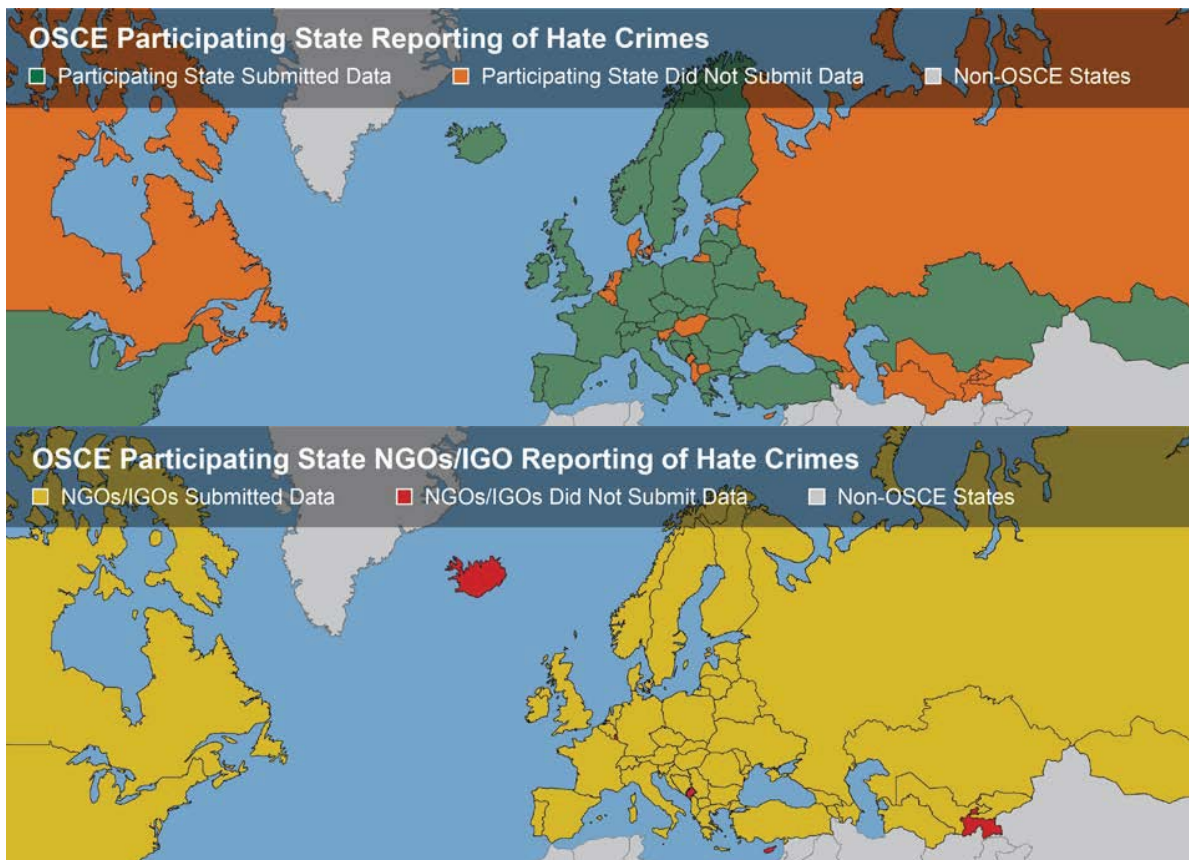 OSCE Participating State Reporting of Hate Crimes
Participating State Submitted Data Participating State Did Not Submit Data Non-OSCE States
OSCE Participating State NGOs/IGO Reporting of Hate Crimes
NGOs/IGOs Submitted Data NGOs/IGOs Did Not Submit Data Non-OSCE States